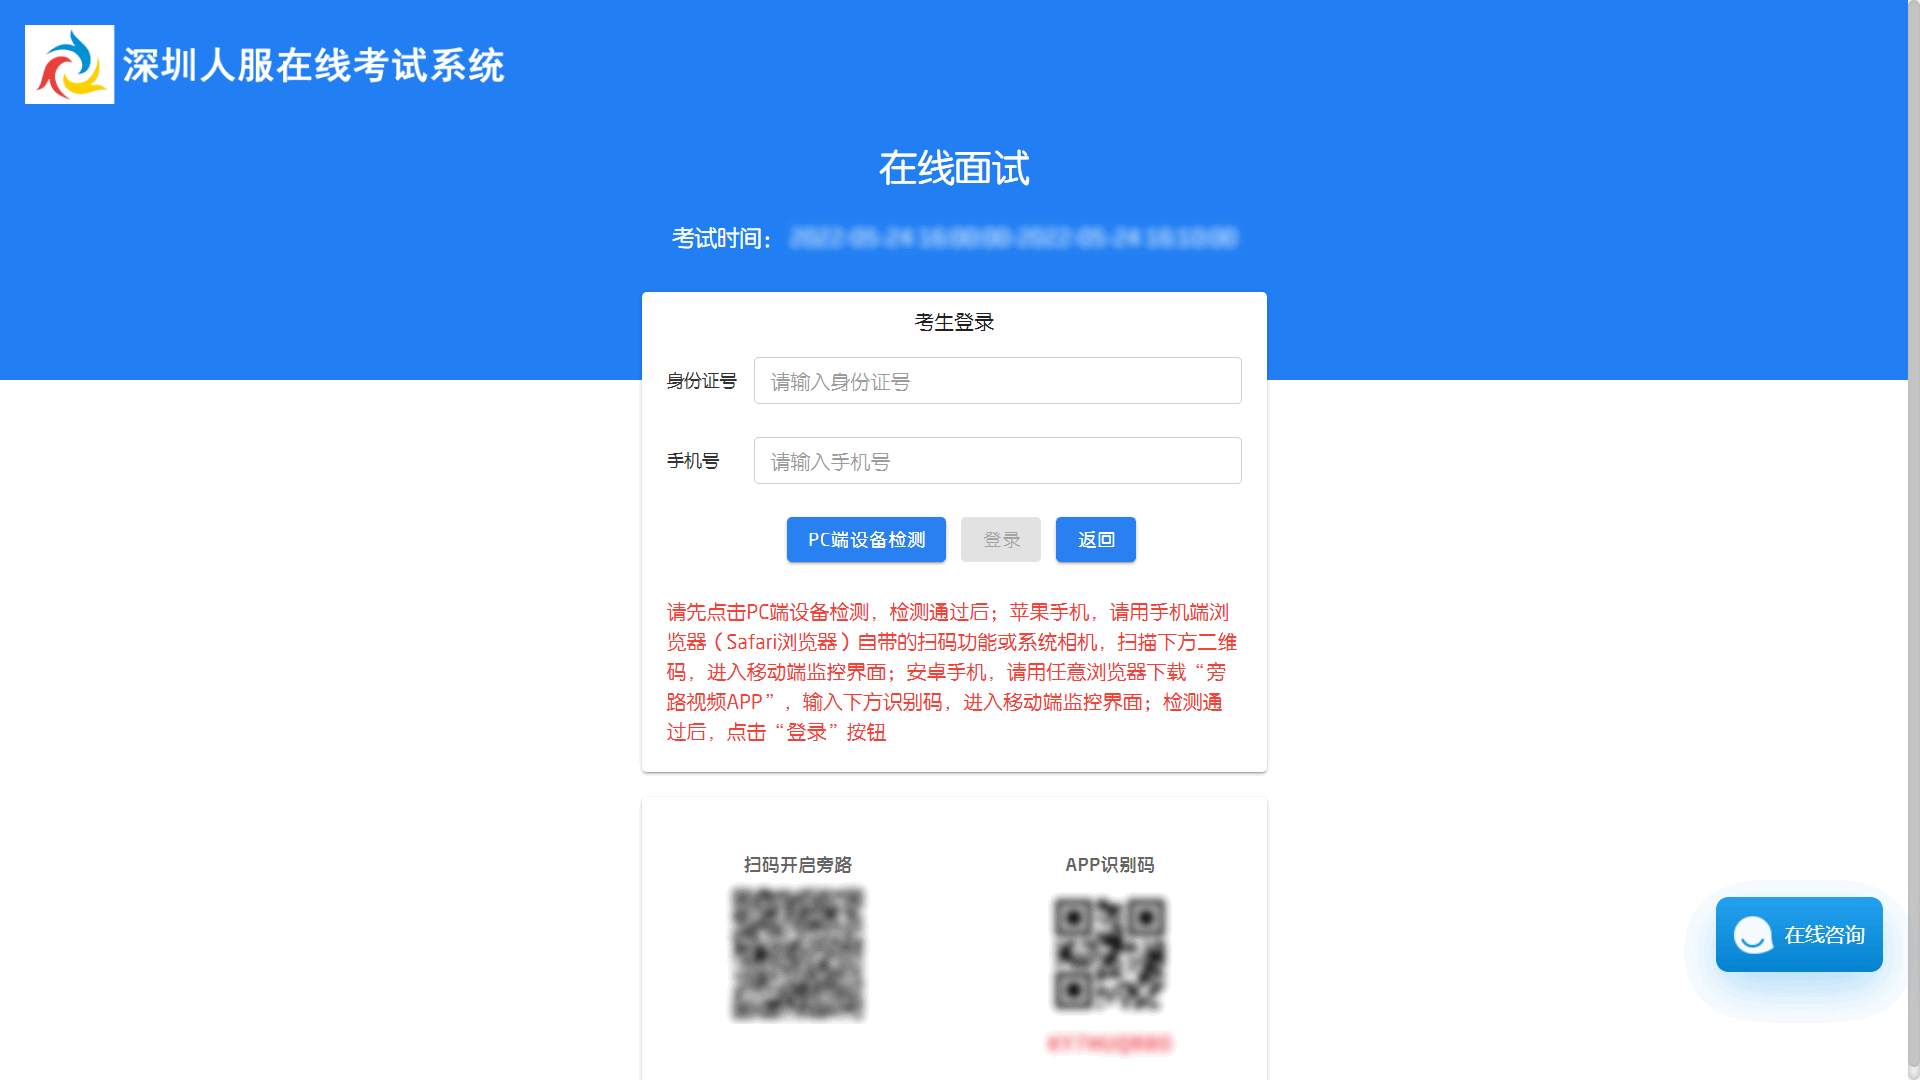 深圳人服在线考试系统
在线面试
考试时间：
考生登录
身份证号 请输入身份证号
手机号 请输入手机号
PC端设备检测 登录 返回
请先点击PC端设备检测，检测通过后；苹果手机，请用手机端浏
览器（Safari浏览器）自带的扫码功能或系统相机，扫描下方二维
码，进入移动端监控界面；安卓手机，请用任意浏览器下载“旁
路视频APP”，输入下方识别码，进入移动端监控界面；检测通
过后，点击“登录”按钮
扫码开启旁路 APP识别码
在线咨询